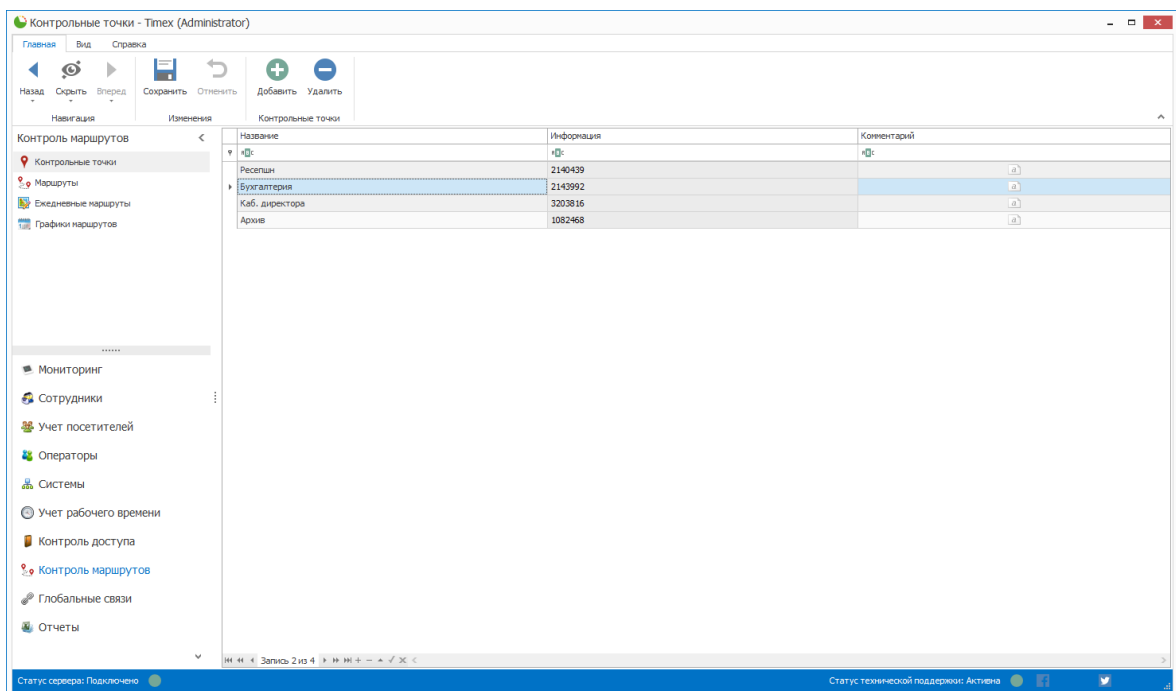 Контрольные точки - Timex (Administrator)
Главная Вид Справка
Назад Скрыть Вперед Сохранить Отменить Добавить Удалить
Навигация Изменения Контрольные точки
Контроль маршрутов
Контрольные точки
Маршруты
Ежедневные маршруты
Графики маршрутов
Мониторинг
Сотрудники
Учет посетителей
Операторы
Системы
Учет рабочего времени
Контроль доступа
Контроль маршрутов
Глобальные связи
Отчеты
Название Информация Комментарий
Ресепшн 2140439
Бухгалтерия 2143992
Каб. директора 3203816
Архив 1082468
Запись 2 из 4
Статус сервера: Подключено Статус технической поддержки: Активна